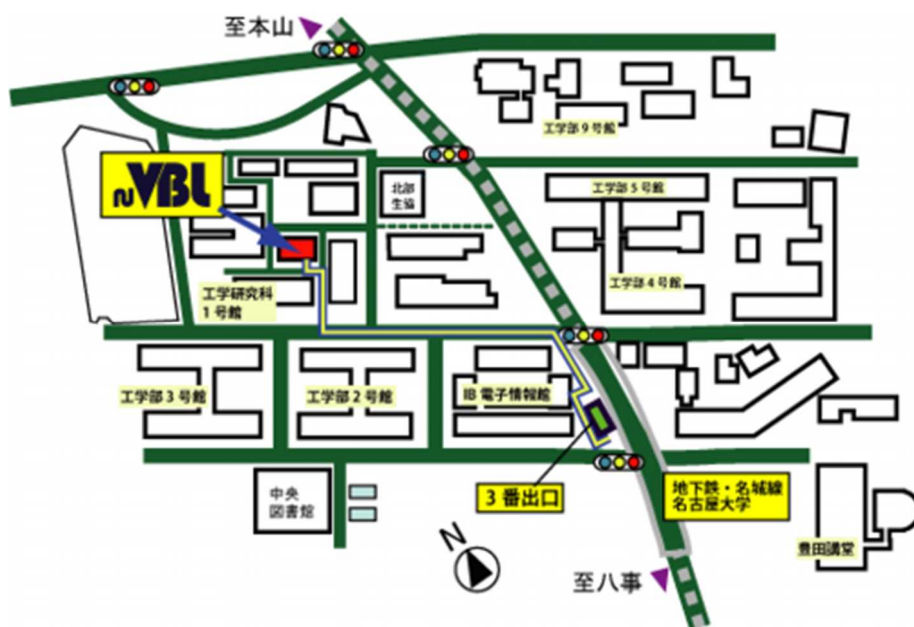 至本山
工学部９号館
VBL
北部
生協
工学部５号館
工学部４号館
工学研究科
１号館
工学部３号館
工学部２号館
IB 電子情報館
中央
図書館
３番出口
地下鉄・名城線
名古屋大学
豊田講堂
N
至八事